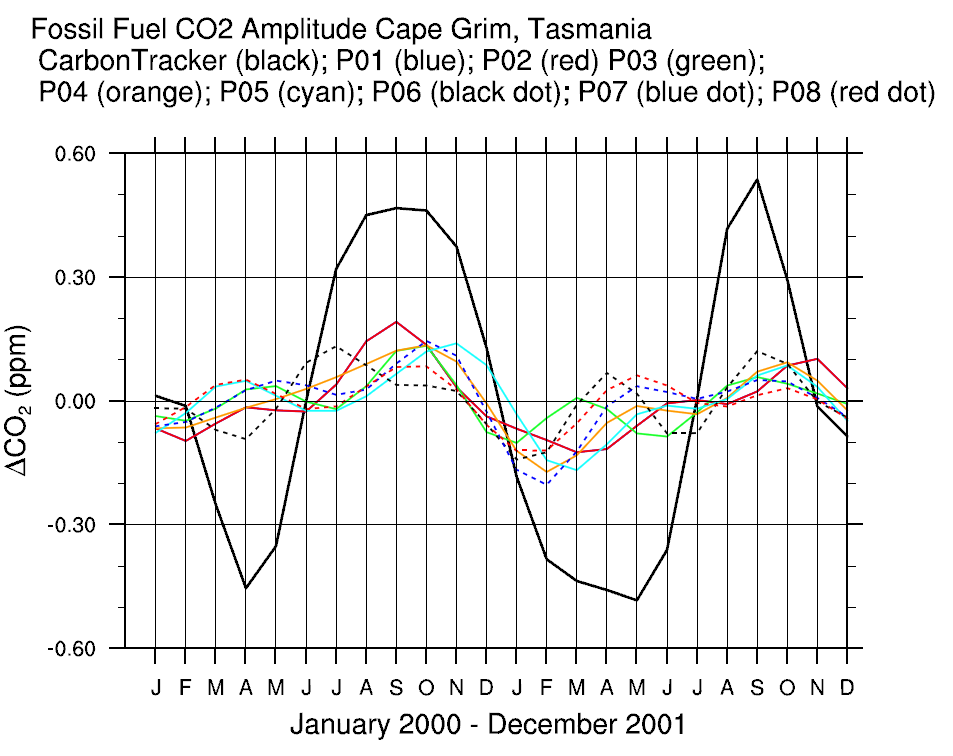 Fossil Fuel CO2 Amplitude Cape Grim, Tasmania
CarbonTracker (black); P01 (blue); P02 (red) P03 (green);
P04 (orange); P05 (cyan); P06 (black dot); P07 (blue dot); P08 (red dot)
0.60
0.30
0.00
-0.30
-0.60
ΔCO₂ (ppm)
J F M A M J J A S O N D J F M A M J J A S O N D
January 2000 - December 2001